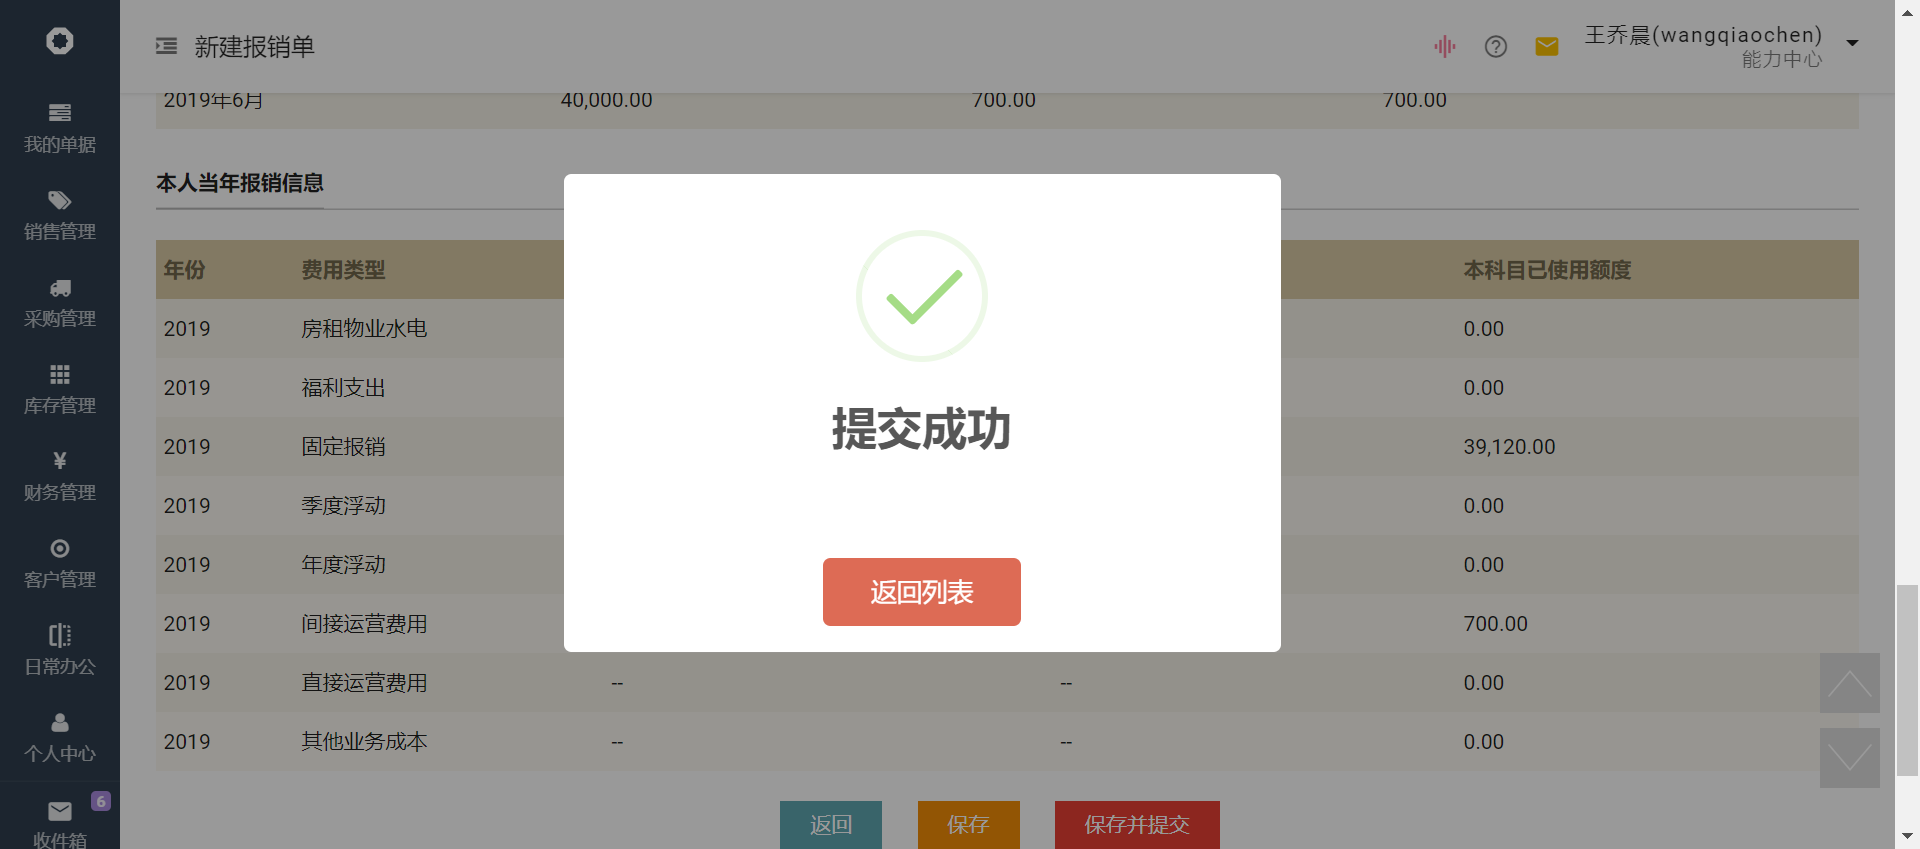 新建报销单
王乔晨(wangqiaochen)
能力中心
我的单据
销售管理
采购管理
库存管理
¥
财务管理
客户管理
日常办公
个人中心
6
收件箱
2019年6月 40,000.00 700.00 700.00
本人当年报销信息
年份 费用类型 本科目已使用额度
2019 房租物业水电 0.00
2019 福利支出 0.00
2019 固定报销 39,120.00
2019 季度浮动 0.00
2019 年度浮动 0.00
2019 间接运营费用 700.00
2019 直接运营费用 -- -- 0.00
2019 其他业务成本 -- -- 0.00
提交成功
返回列表
返回 保存 保存并提交